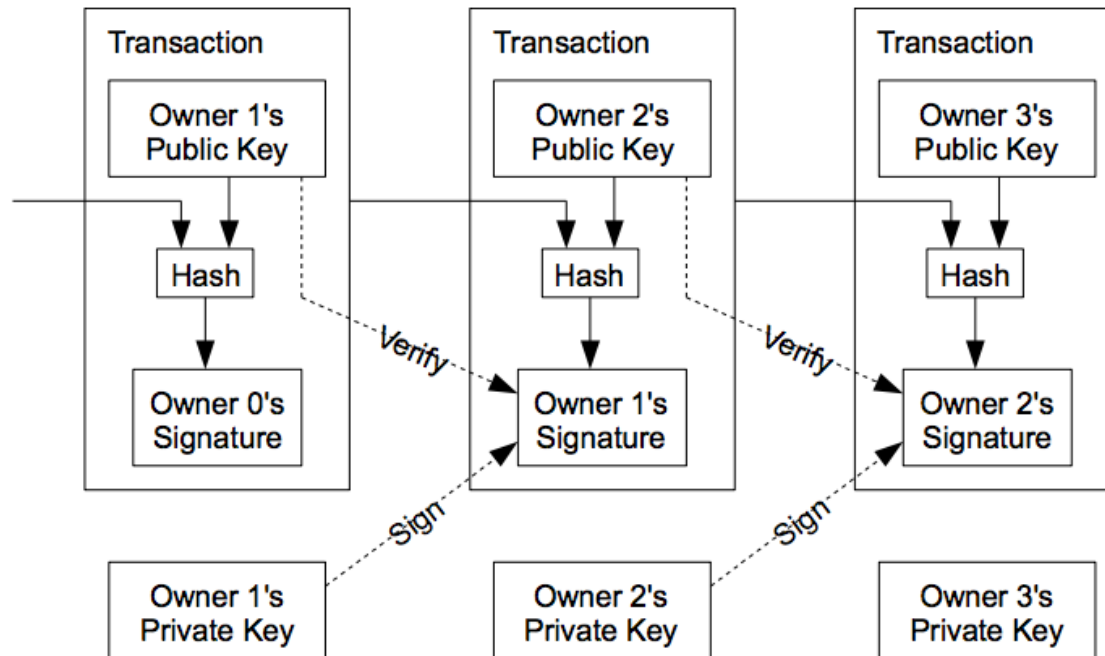 Transaction
Transaction
Transaction
Owner 1's
Public Key
Owner 2's
Public Key
Owner 3's
Public Key
Hash
Hash
Hash
Verify
Verify
Owner 0's
Signature
Owner 1's
Signature
Owner 2's
Signature
Sign
Sign
Owner 1's
Private Key
Owner 2's
Private Key
Owner 3's
Private Key